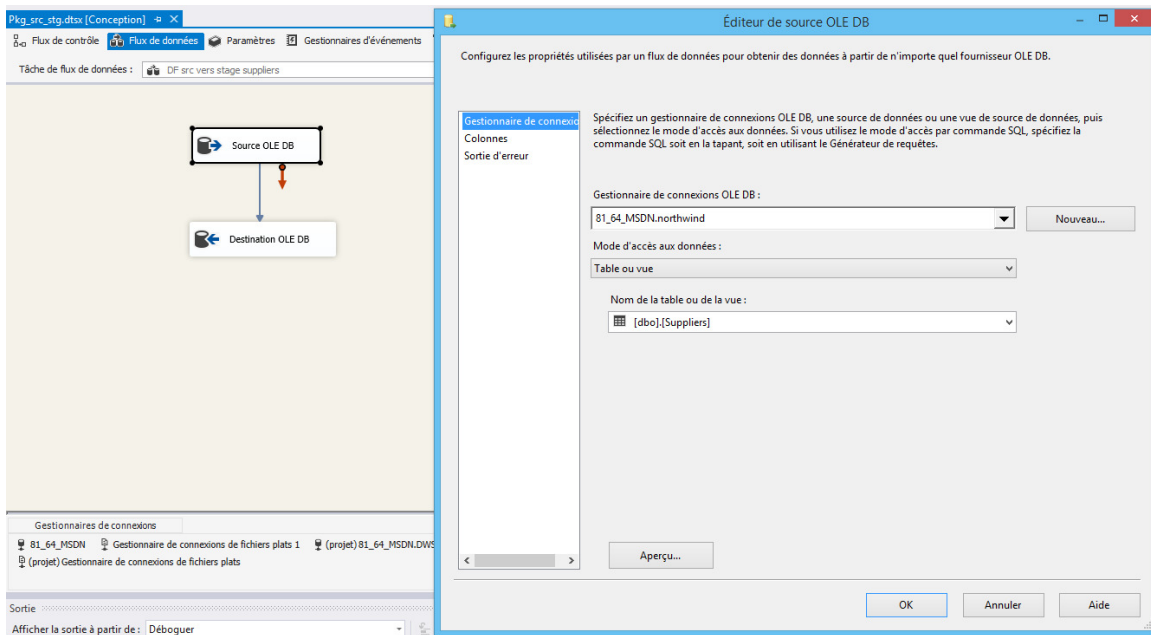 Pkg_src_stg.dtsx [Conception]
Flux de contrôle Flux de données Paramètres Gestionnaires d'événements
Tâche de flux de données : DF src vers stage suppliers
Source OLE DB
Destination OLE DB
Gestionnaires de connexions
81_64_MSDN Gestionnaire de connexions de fichiers plats 1 (projet) 81_64_MSDN.DWS
(projet) Gestionnaire de connexions de fichiers plats
Sortie
Afficher la sortie à partir de : Déboguer
Éditeur de source OLE DB
Configurez les propriétés utilisées par un flux de données pour obtenir des données à partir de n'importe quel fournisseur OLE DB.
Gestionnaire de connexio
Colonnes
Sortie d'erreur
Spécifiez un gestionnaire de connexions OLE DB, une source de données ou une vue de source de données, puis
sélectionnez le mode d'accès aux données. Si vous utilisez le mode d'accès par commande SQL, spécifiez la
commande SQL soit en la tapant, soit en utilisant le Générateur de requêtes.
Gestionnaire de connexions OLE DB :
81_64_MSDN.northwind
Nouveau...
Mode d'accès aux données :
Table ou vue
Nom de la table ou de la vue :
[dbo].[Suppliers]
Aperçu...
OK Annuler Aide